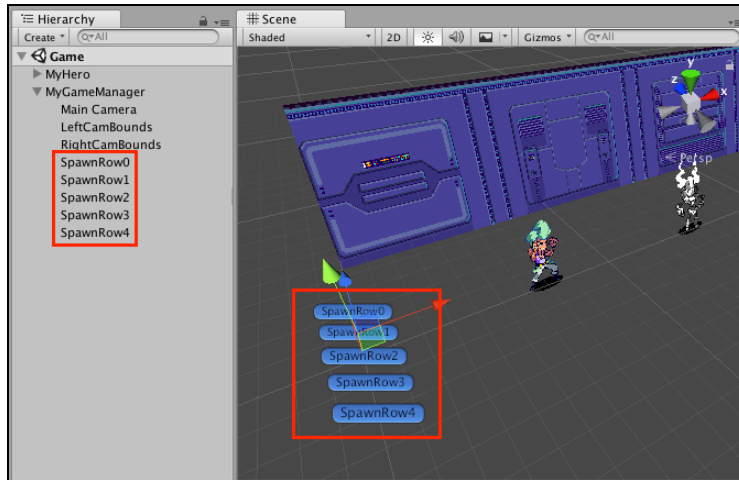 Hierarchy
Create
All
Game
MyHero
MyGameManager
Main Camera
LeftCamBounds
RightCamBounds
SpawnRow0
SpawnRow1
SpawnRow2
SpawnRow3
SpawnRow4
Scene
Shaded 2D Gizmos All
y
z
x
Persp
SpawnRow0
SpawnRow1
SpawnRow2
SpawnRow3
SpawnRow4